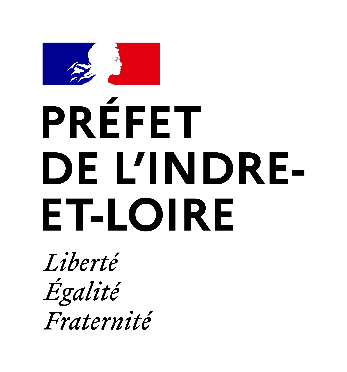 PRÉFET
DE L'INDRE-
ET-LOIRE
Liberté
Égalité
Fraternité